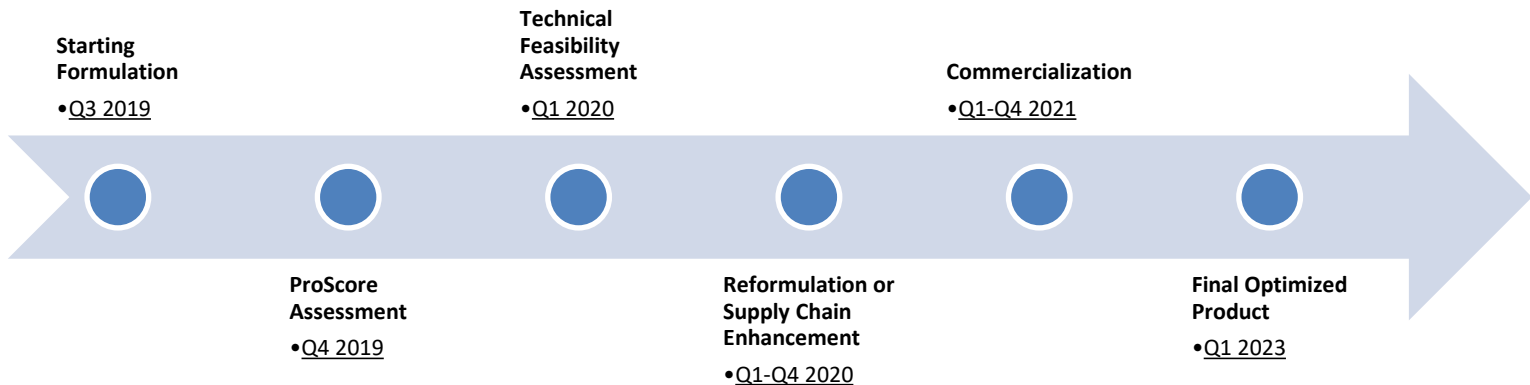 Starting
Formulation
•Q3 2019
ProScore
Assessment
•Q4 2019
Technical
Feasibility
Assessment
•Q1 2020
Reformulation or
Supply Chain
Enhancement
•Q1-Q4 2020
Commercialization
•Q1-Q4 2021
Final Optimized
Product
•Q1 2023